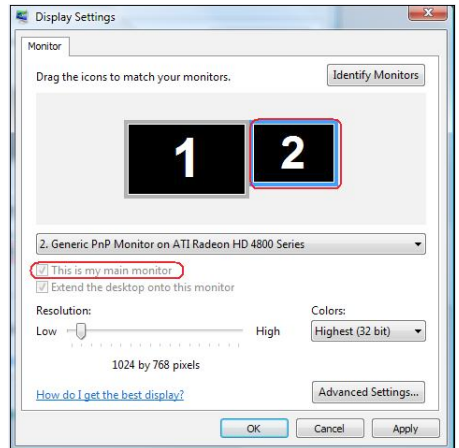 Display Settings
Monitor
Drag the icons to match your monitors.
Identify Monitors
1
2
2. Generic PnP Monitor on ATI Radeon HD 4800 Series
This is my main monitor
Extend the desktop onto this monitor
Resolution:
Colors:
Low
High
Highest (32 bit)
1024 by 768 pixels
How do I get the best display?
Advanced Settings...
OK
Cancel
Apply